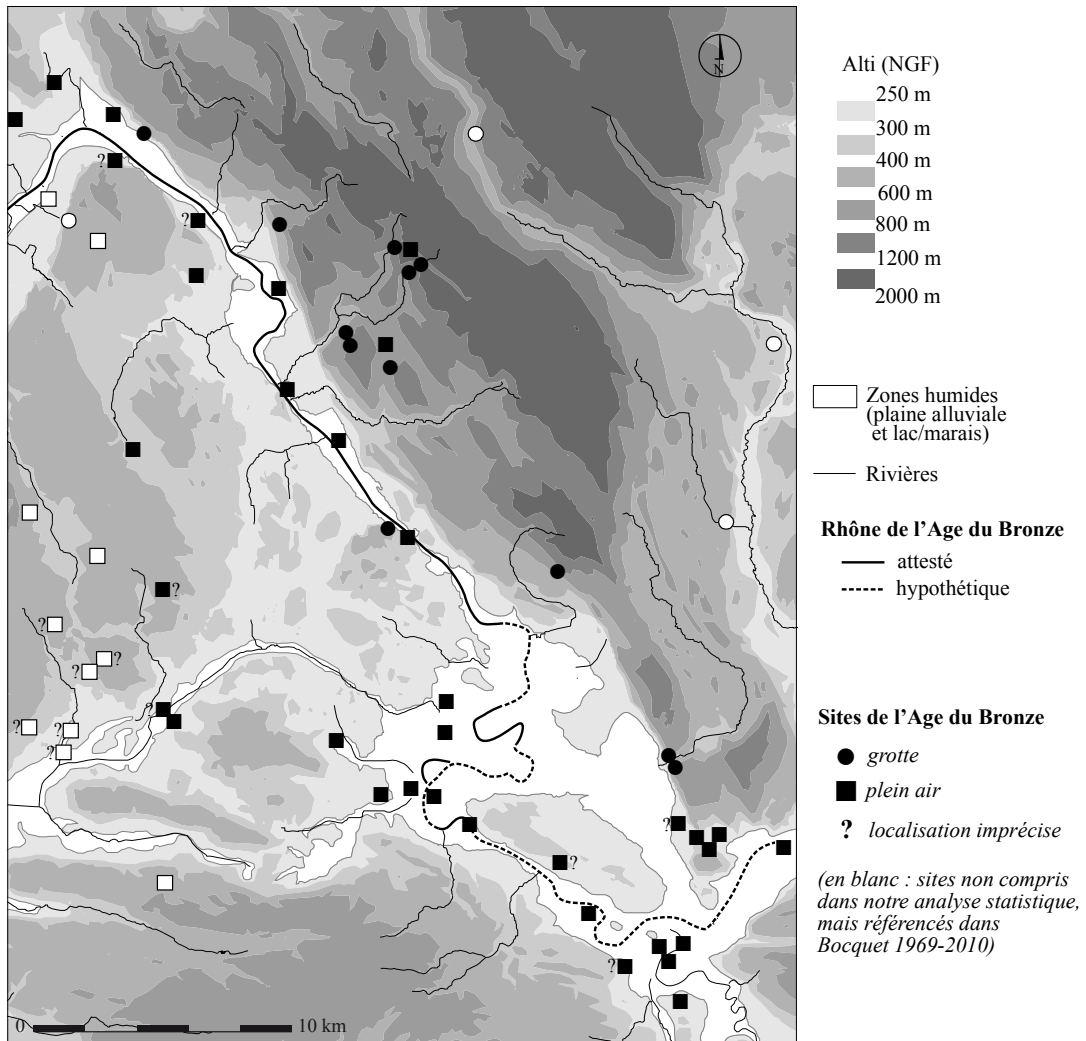 N
Alti (NGF)
250 m
300 m
400 m
600 m
800 m
1200 m
2000 m
Zones humides
(plaine alluviale
et lac/marais)
Rivières
Rhône de l'Age du Bronze
attesté
hypothétique
Sites de l'Age du Bronze
grotte
plein air
? localisation imprécise
(en blanc : sites non compris
dans notre analyse statistique,
mais référencés dans
Bocquet 1969-2010)
?
?
?
?
?
?
?
?
?
?
?
?
?
?
0
10 km